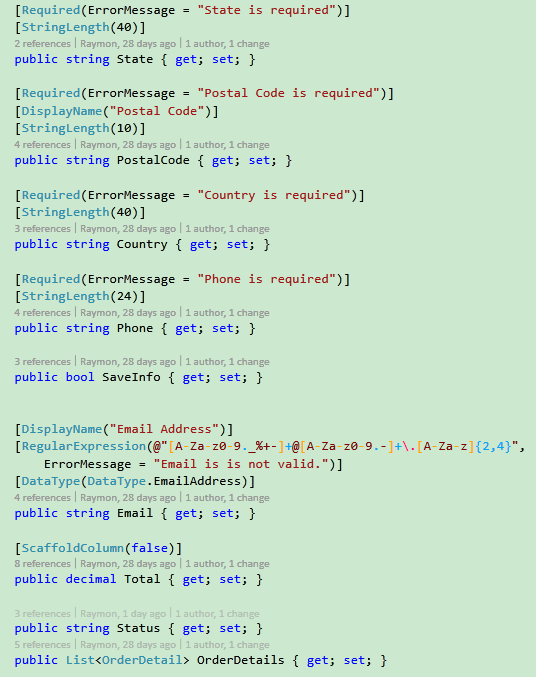 [Required(ErrorMessage = "State is required")]
[StringLength(40)]
2 references | Raymon, 28 days ago | 1 author, 1 change
public string State { get; set; }
[Required(ErrorMessage = "Postal Code is required")]
[DisplayName("Postal Code")]
[StringLength(10)]
4 references | Raymon, 28 days ago | 1 author, 1 change
public string PostalCode { get; set; }
[Required(ErrorMessage = "Country is required")]
[StringLength(40)]
3 references | Raymon, 28 days ago | 1 author, 1 change
public string Country { get; set; }
[Required(ErrorMessage = "Phone is required")]
[StringLength(24)]
4 references | Raymon, 28 days ago | 1 author, 1 change
public string Phone { get; set; }
3 references | Raymon, 28 days ago | 1 author, 1 change
public bool SaveInfo { get; set; }
[DisplayName("Email Address")]
[RegularExpression(@"[A-Za-z0-9._%+-]+@[A-Za-z0-9.-]+\.[A-Za-z]{2,4}",
ErrorMessage = "Email is is not valid.")]
[DataType(DataType.EmailAddress)]
4 references | Raymon, 28 days ago | 1 author, 1 change
public string Email { get; set; }
[ScaffoldColumn(false)]
8 references | Raymon, 28 days ago | 1 author, 1 change
public decimal Total { get; set; }
3 references | Raymon, 1 day ago | 1 author, 1 change
public string Status { get; set; }
5 references | Raymon, 28 days ago | 1 author, 1 change
public List<OrderDetail> OrderDetails { get; set; }